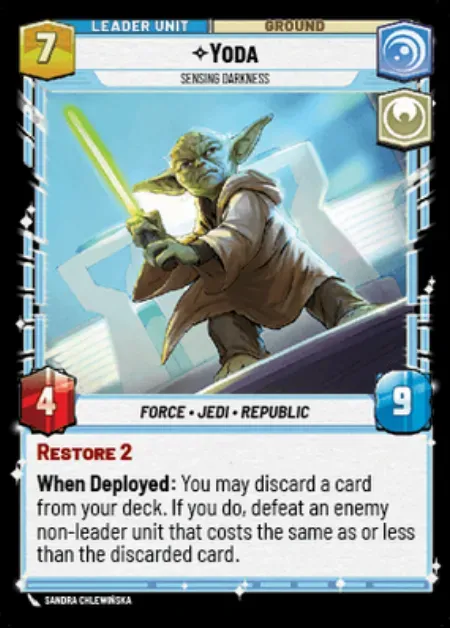 LEADER UNIT
GROUND
7
YODA
SENSING DARKNESS
4
FORCE • JEDI • REPUBLIC
9
RESTORE 2
When Deployed: You may discard a card
from your deck. If you do, defeat an enemy
non-leader unit that costs the same as or less
than the discarded card.
SANDRA CHLEWIŃSKA